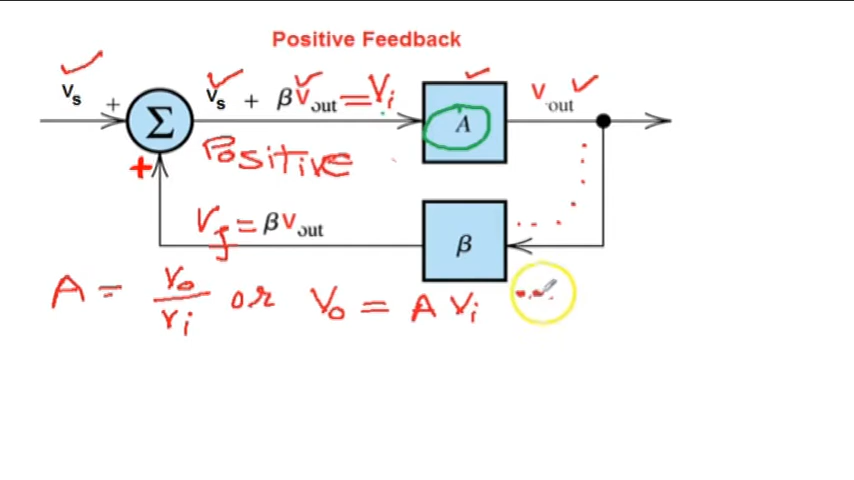 Positive Feedback
Vs + Σ Vs + βVout = Vi A Vout
+ Positive
Vf = βVout β
A = Vo/Vi or Vo = A Vi